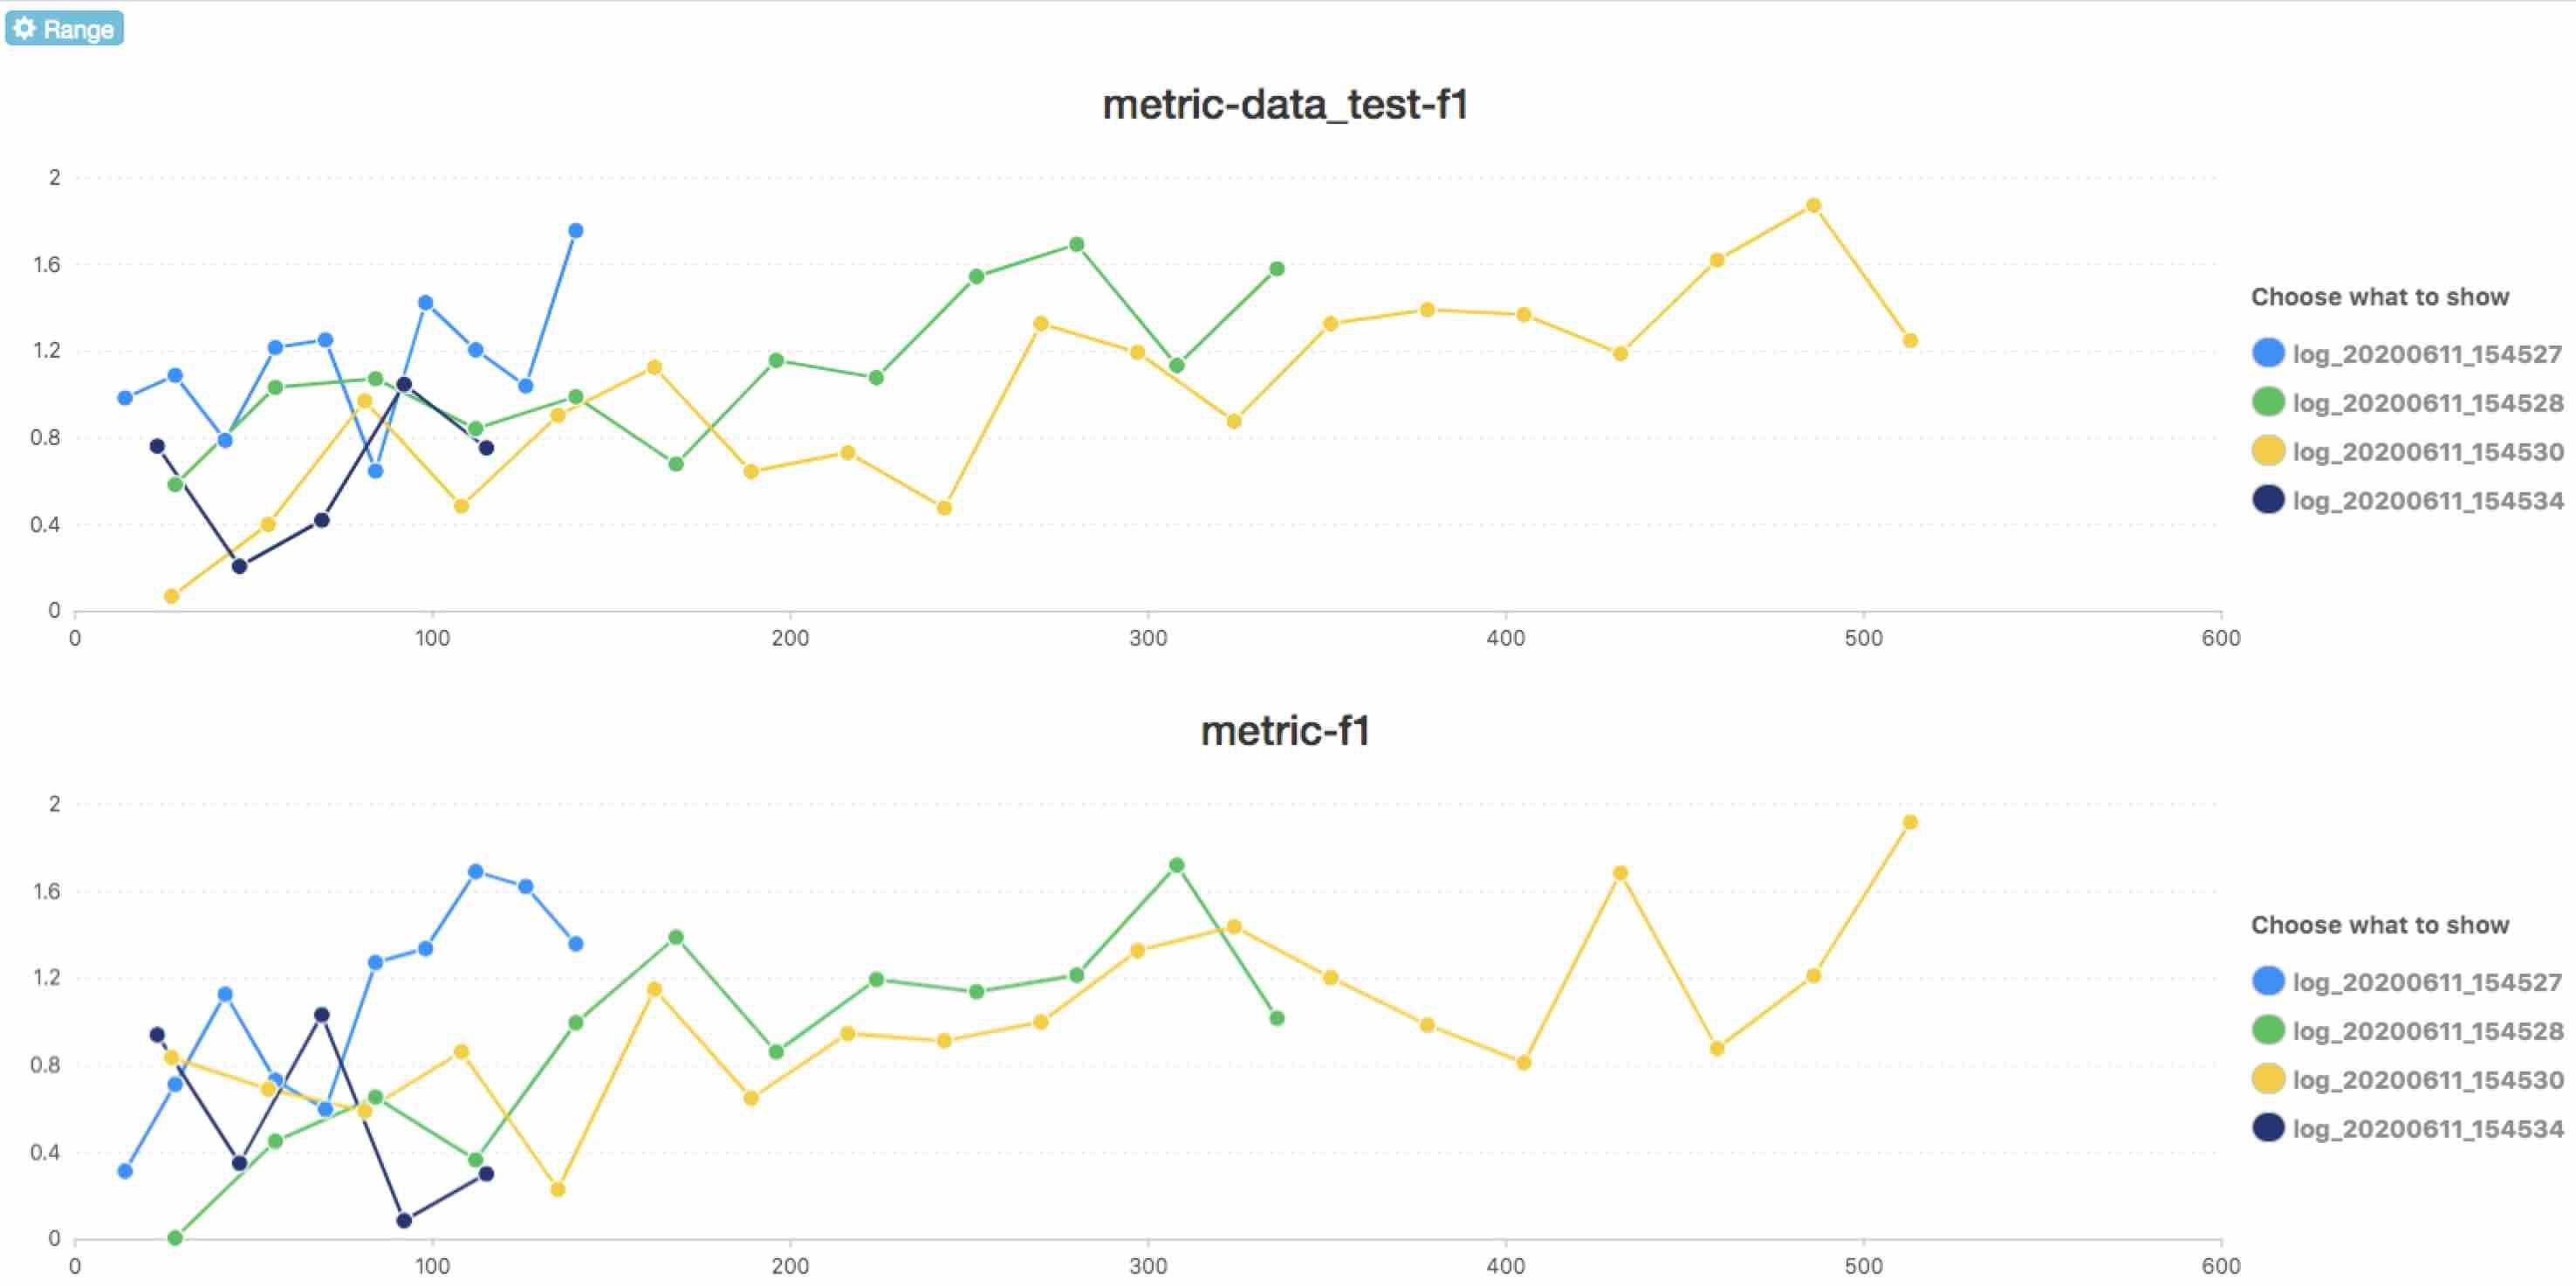 Range
metric-data_test-f1
2
1.6
1.2
0.8
0.4
0
0 100 200 300 400 500 600
Choose what to show
log_20200611_154527
log_20200611_154528
log_20200611_154530
log_20200611_154534
metric-f1
2
1.6
1.2
0.8
0.4
0
0 100 200 300 400 500 600
Choose what to show
log_20200611_154527
log_20200611_154528
log_20200611_154530
log_20200611_154534